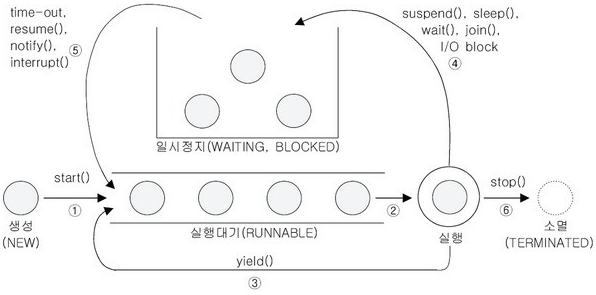 time-out,
resume(),
notify(),
interrupt()
⑤
suspend(), sleep(),
wait(), join(),
I/O block
④
일시정지(WAITING, BLOCKED)
start()
①
②
stop()
⑥
생성
(NEW)
실행대기(RUNNABLE)
실행
소멸
(TERMINATED)
yield()
③